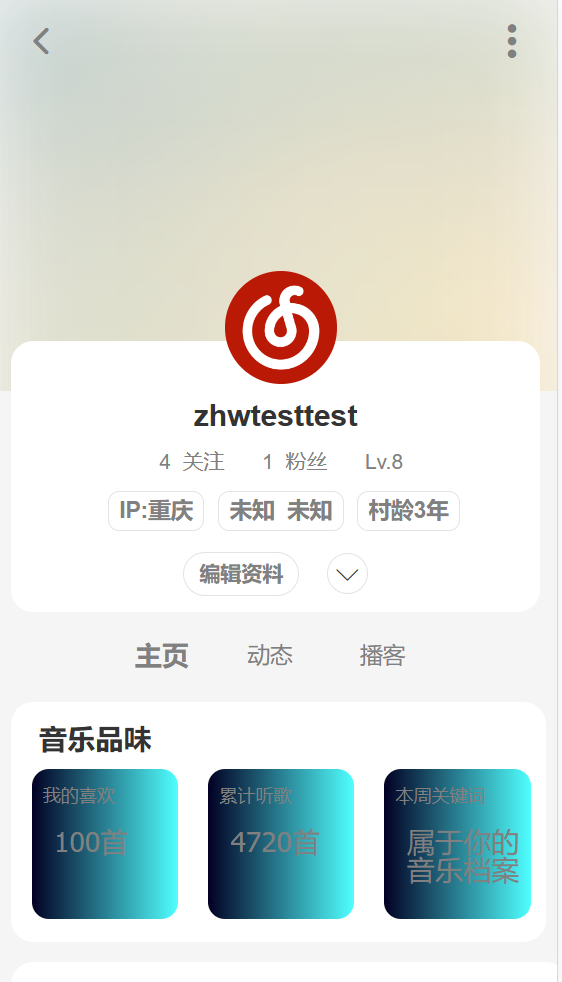 zhwtesttest
4 关注 1 粉丝 Lv.8
IP:重庆 未知 未知 村龄3年
编辑资料
主页 动态 播客
音乐品味
我的喜欢 累计听歌 本周关键词
100首 4720首 属于你的
音乐档案